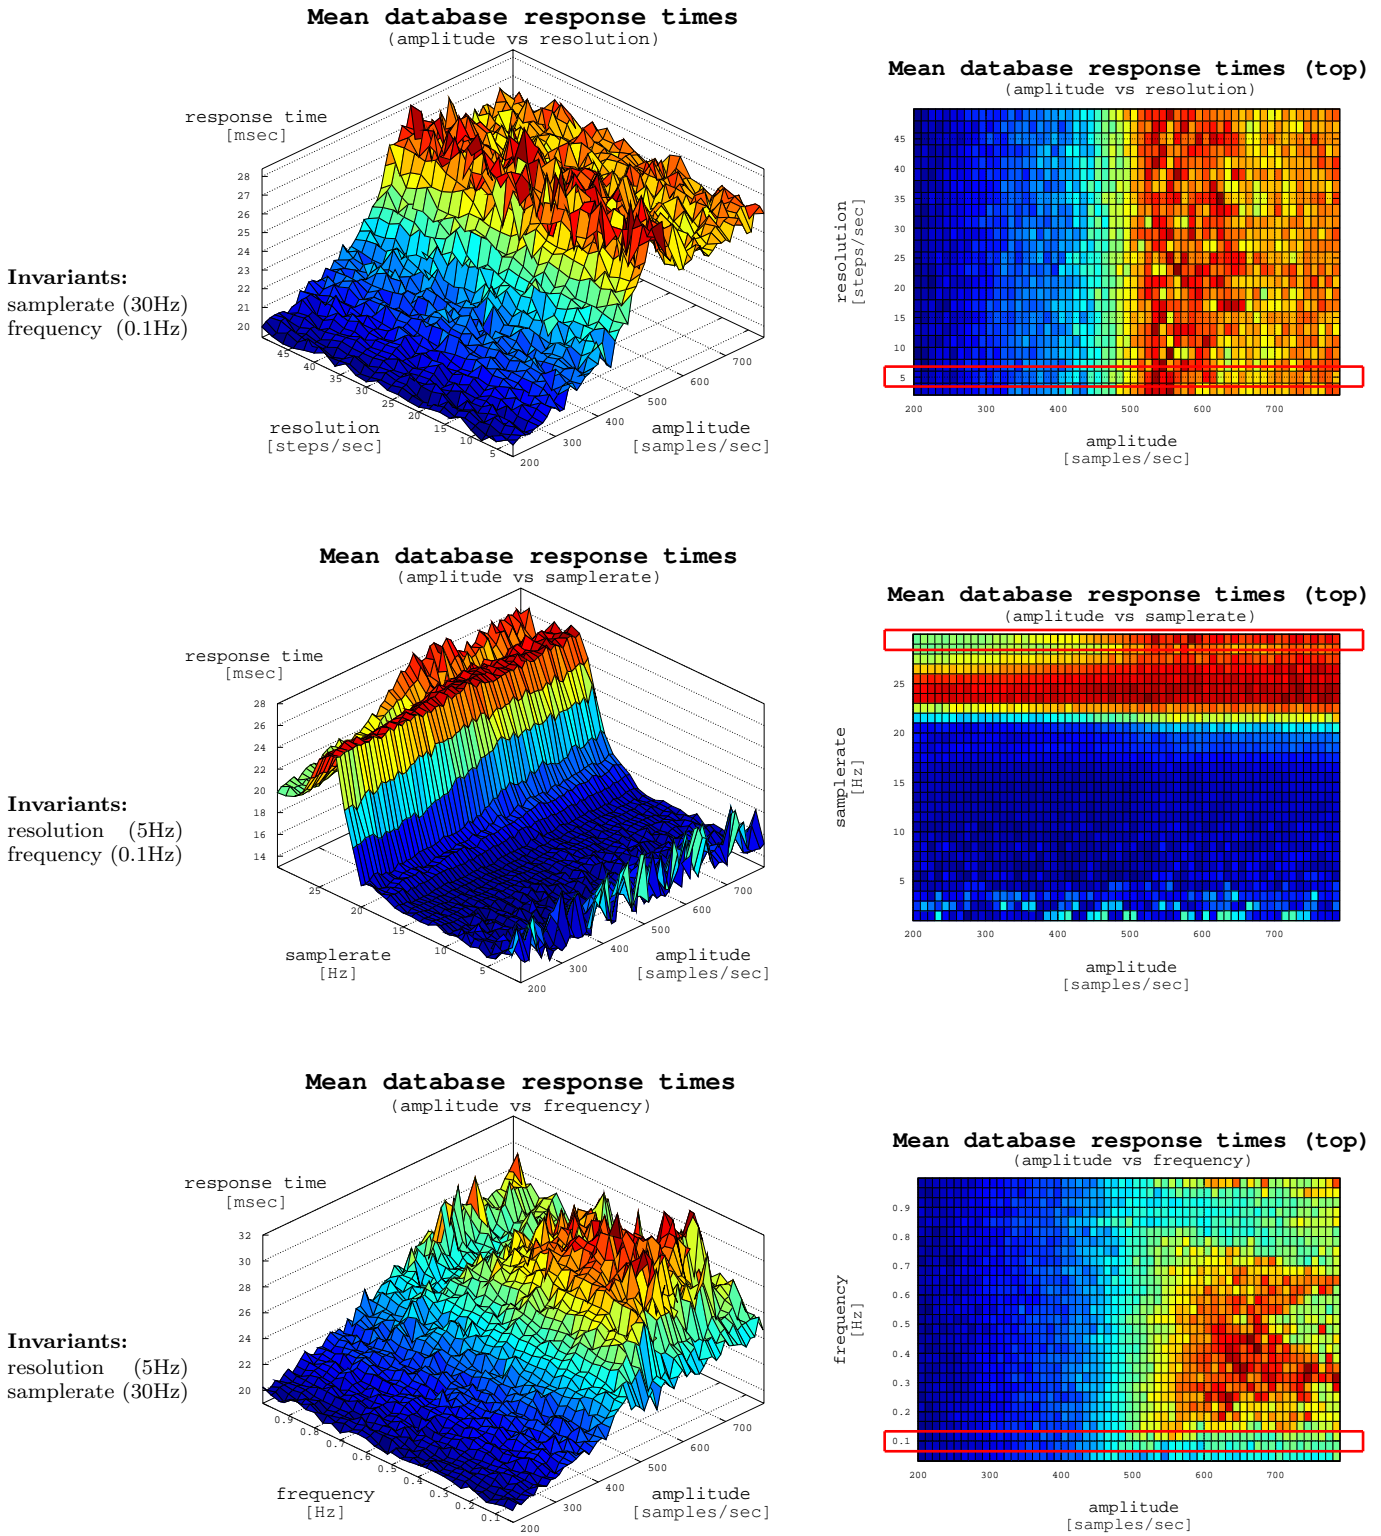 Mean database response times
(amplitude vs resolution)
response time
[msec]
28
27
26
25
24
23
22
21
20
45
40
35
30
25
20
15
10
5
resolution
[steps/sec]
200
300
400
500
600
700
amplitude
[samples/sec]
Invariants:
samplerate (30Hz)
frequency (0.1Hz)
Mean database response times (top)
(amplitude vs resolution)
45
40
35
30
25
20
15
10
5
resolution
[steps/sec]
200 300 400 500 600 700
amplitude
[samples/sec]
Mean database response times
(amplitude vs samplerate)
response time
[msec]
28
26
24
22
20
18
16
14
25
20
15
10
5
samplerate
[Hz]
200
300
400
500
600
700
amplitude
[samples/sec]
Invariants:
resolution (5Hz)
frequency (0.1Hz)
Mean database response times (top)
(amplitude vs samplerate)
25
20
15
10
5
samplerate
[Hz]
200 300 400 500 600 700
amplitude
[samples/sec]
Mean database response times
(amplitude vs frequency)
response time
[msec]
32
30
28
26
24
22
20
0.9
0.8
0.7
0.6
0.5
0.4
0.3
0.2
0.1
frequency
[Hz]
200
300
400
500
600
700
amplitude
[samples/sec]
Invariants:
resolution (5Hz)
samplerate (30Hz)
Mean database response times (top)
(amplitude vs frequency)
0.9
0.8
0.7
0.6
0.5
0.4
0.3
0.2
0.1
frequency
[Hz]
200 300 400 500 600 700
amplitude
[samples/sec]